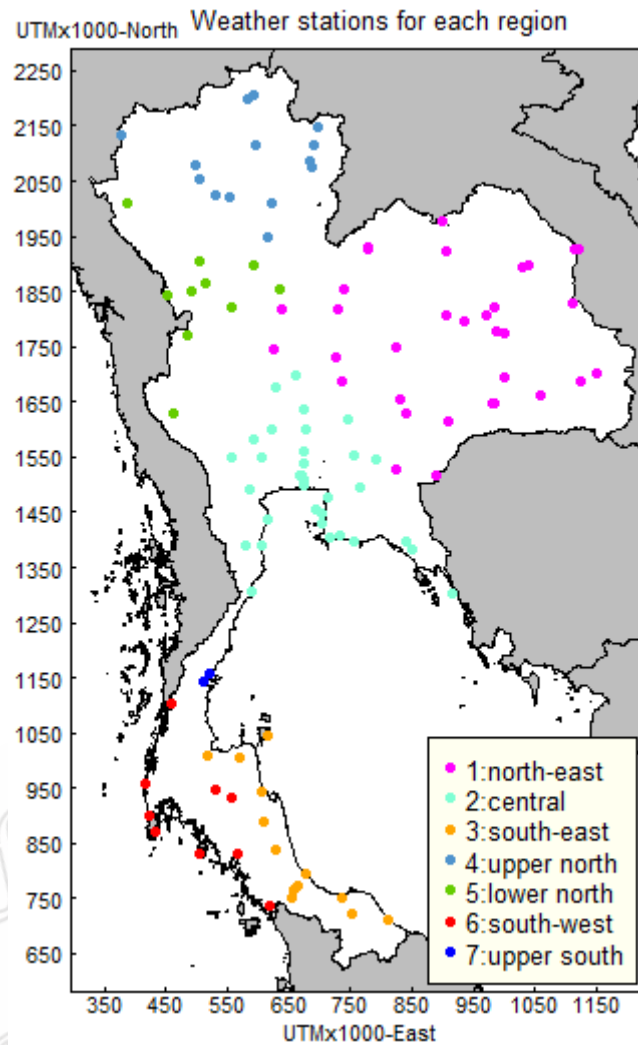 UTMx1000-North Weather stations for each region
2250
2150
2050
1950
1850
1750
1650
1550
1450
1350
1250
1150
1050
950
850
750
650
1:north-east
2:central
3:south-east
4:upper north
5:lower north
6:south-west
7:upper south
350 450 550 650 750 850 950 1050 1150
UTMx1000-East